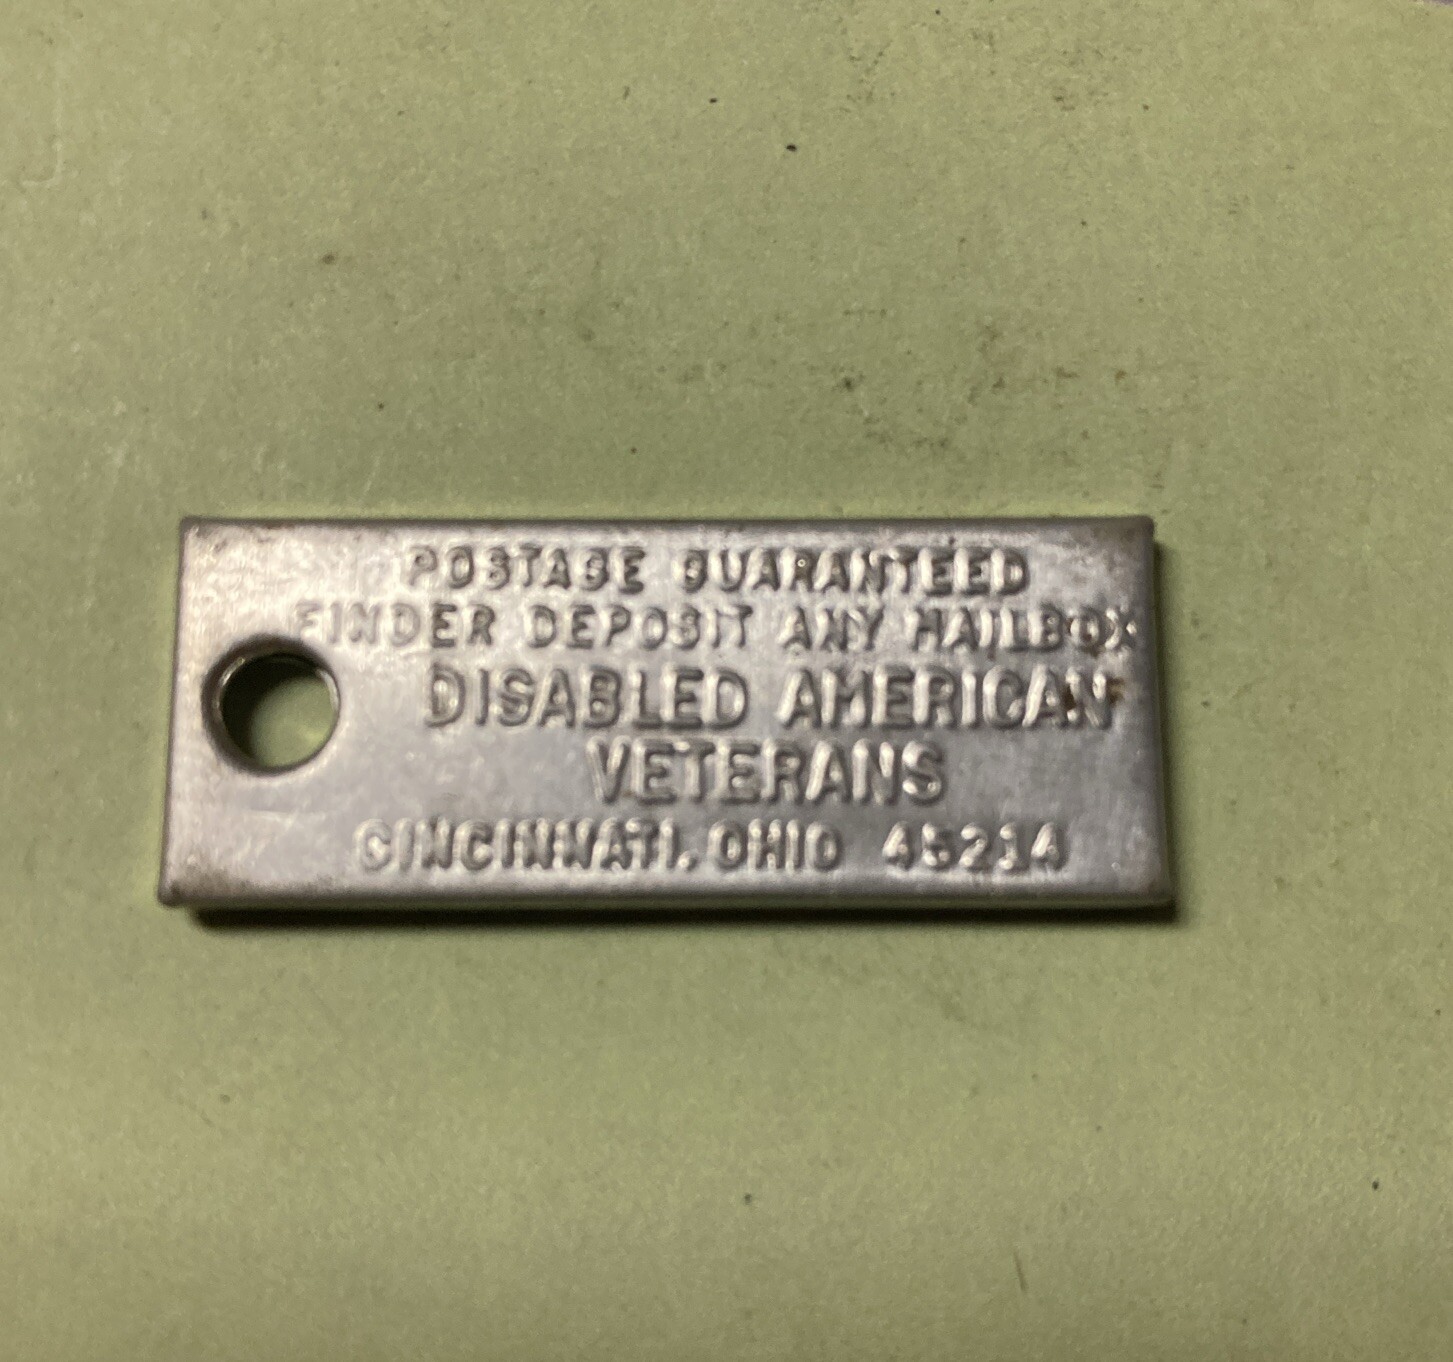 POSTAGE GUARANTEED
FINDER DEPOSIT ANY MAILBOX
DISABLED AMERICAN
VETERANS
CINCINNATI, OHIO 45214